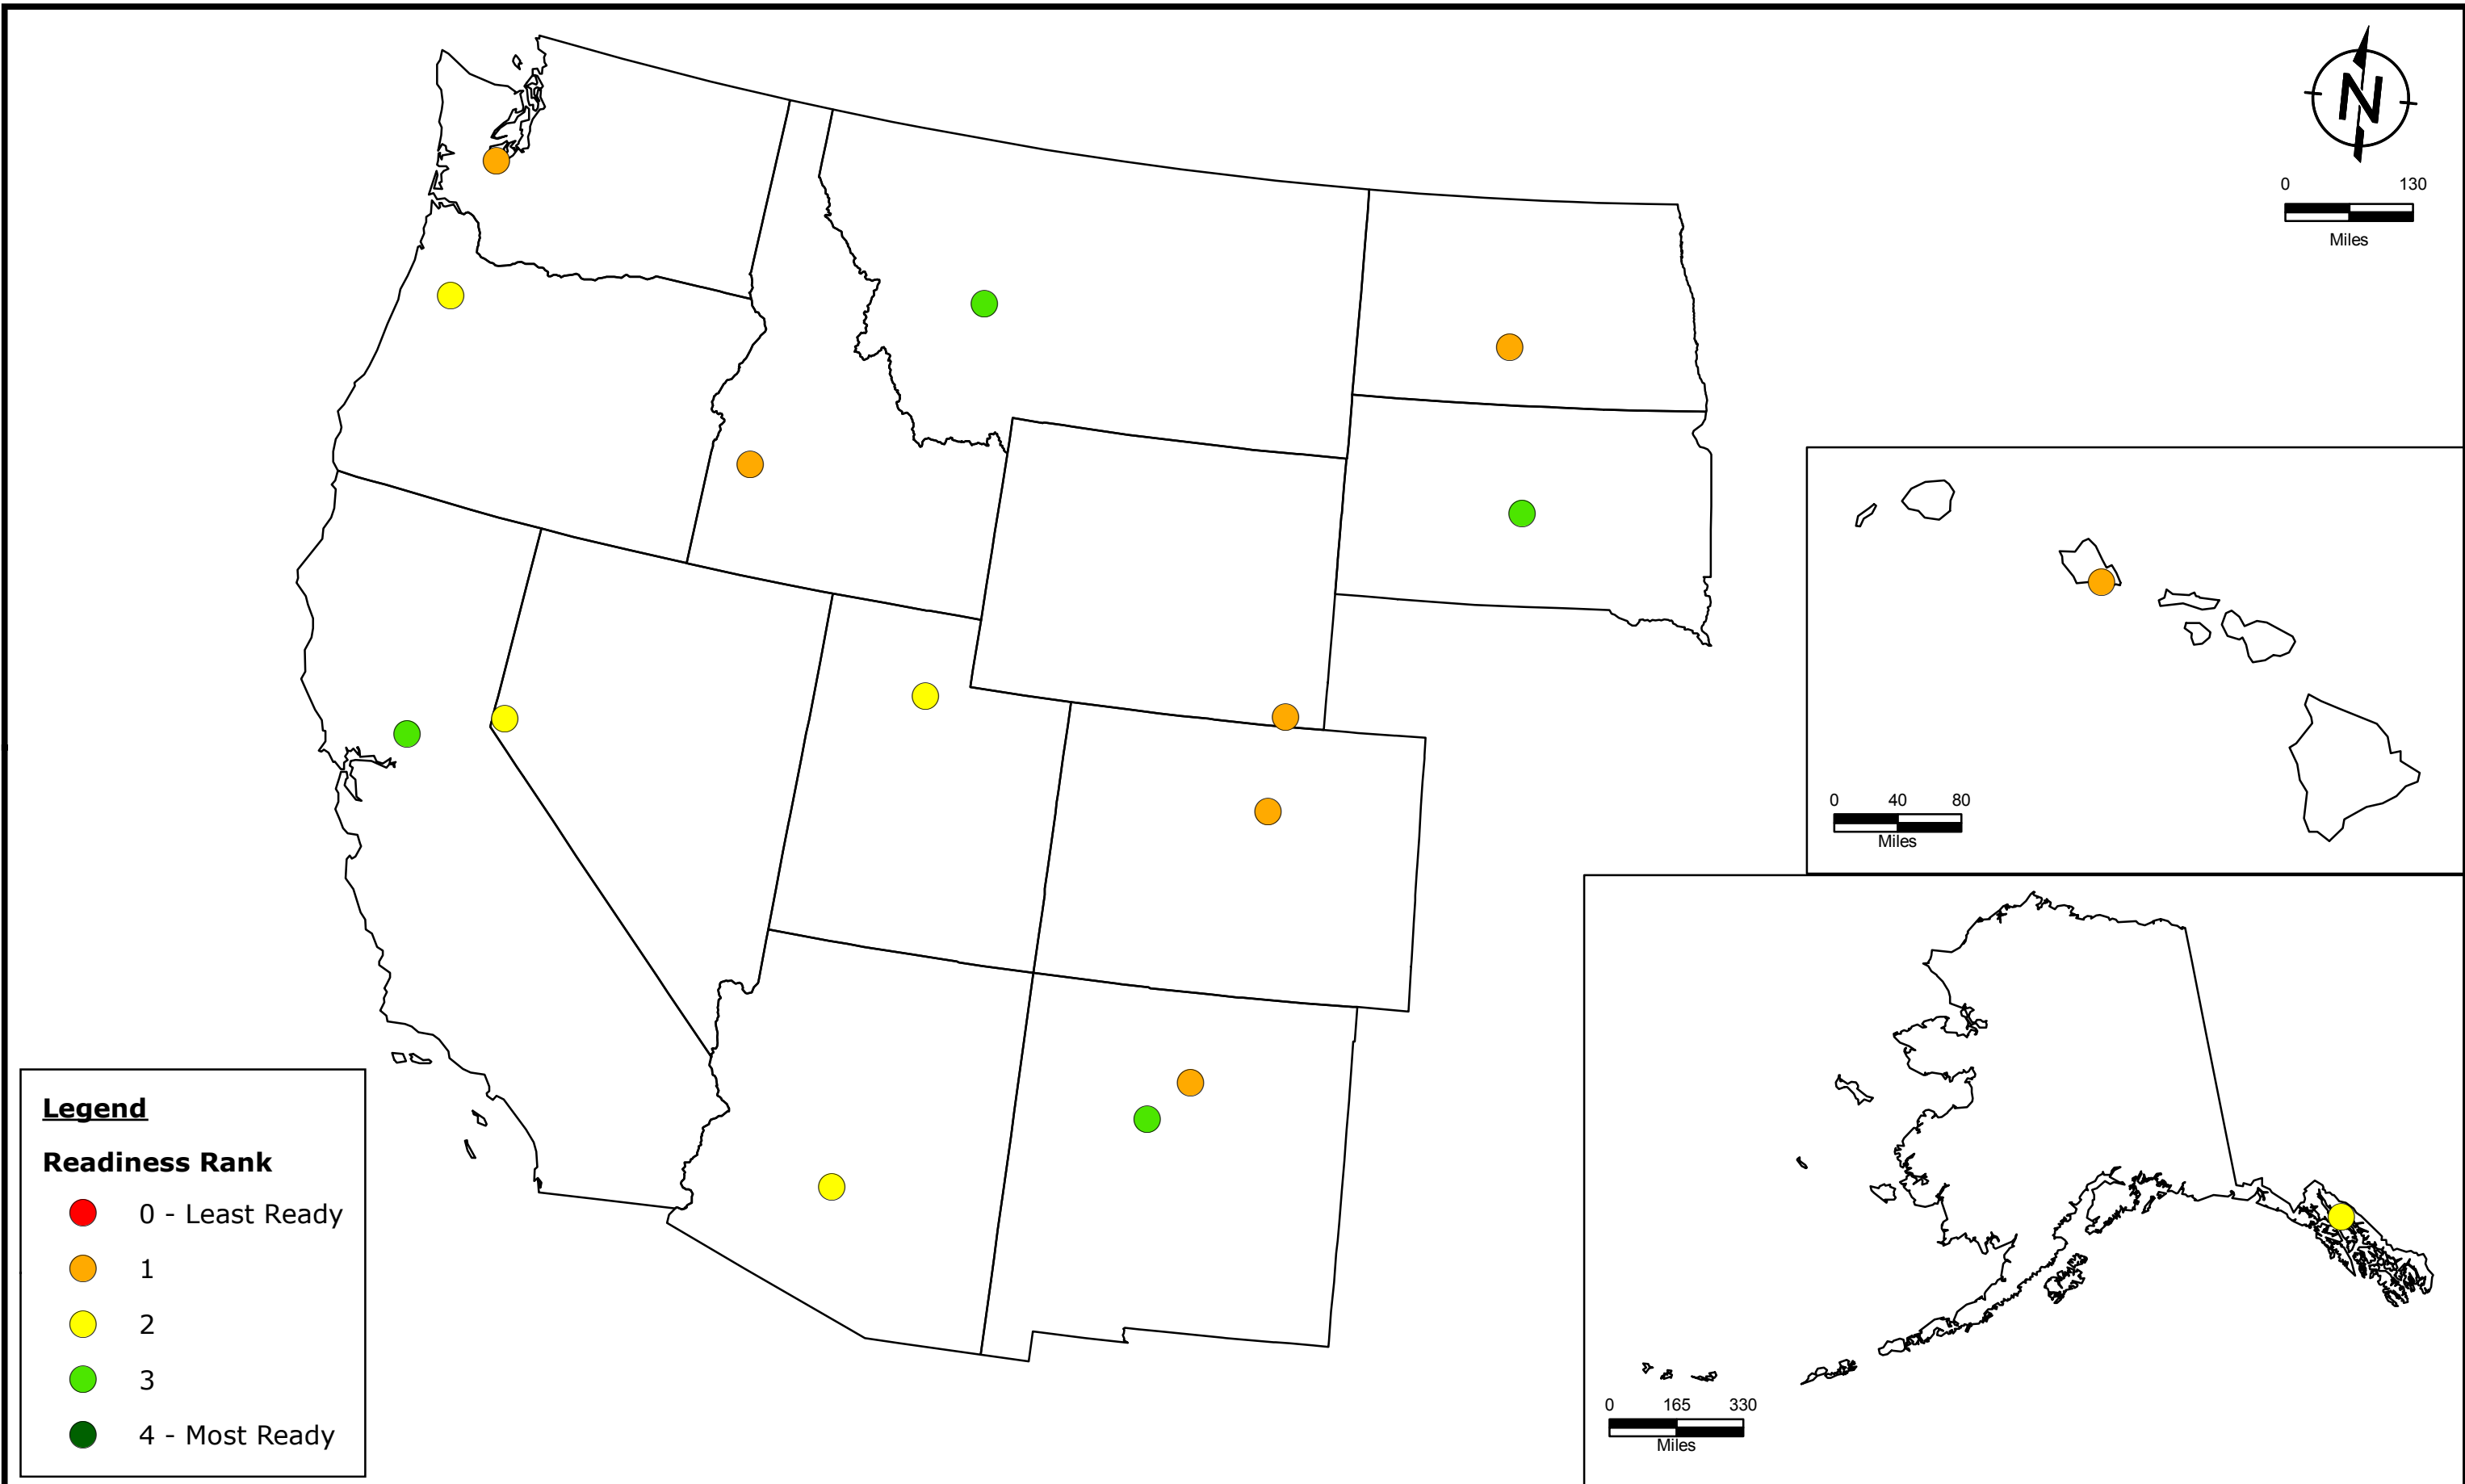 N
0 130
Miles
0 40 80
Miles
Legend
Readiness Rank
0 - Least Ready
1
2
3
4 - Most Ready
0 165 330
Miles